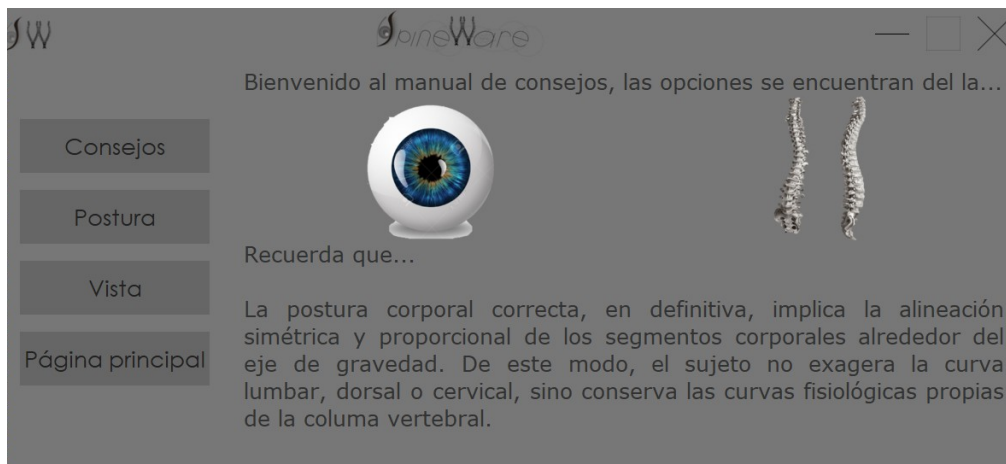 SW
SpineWare
Bienvenido al manual de consejos, las opciones se encuentran del la...
Consejos
Postura
Vista
Página principal
Recuerda que...
La postura corporal correcta, en definitiva, implica la alineación
simétrica y proporcional de los segmentos corporales alrededor del
eje de gravedad. De este modo, el sujeto no exagera la curva
lumbar, dorsal o cervical, sino conserva las curvas fisiológicas propias
de la columa vertebral.